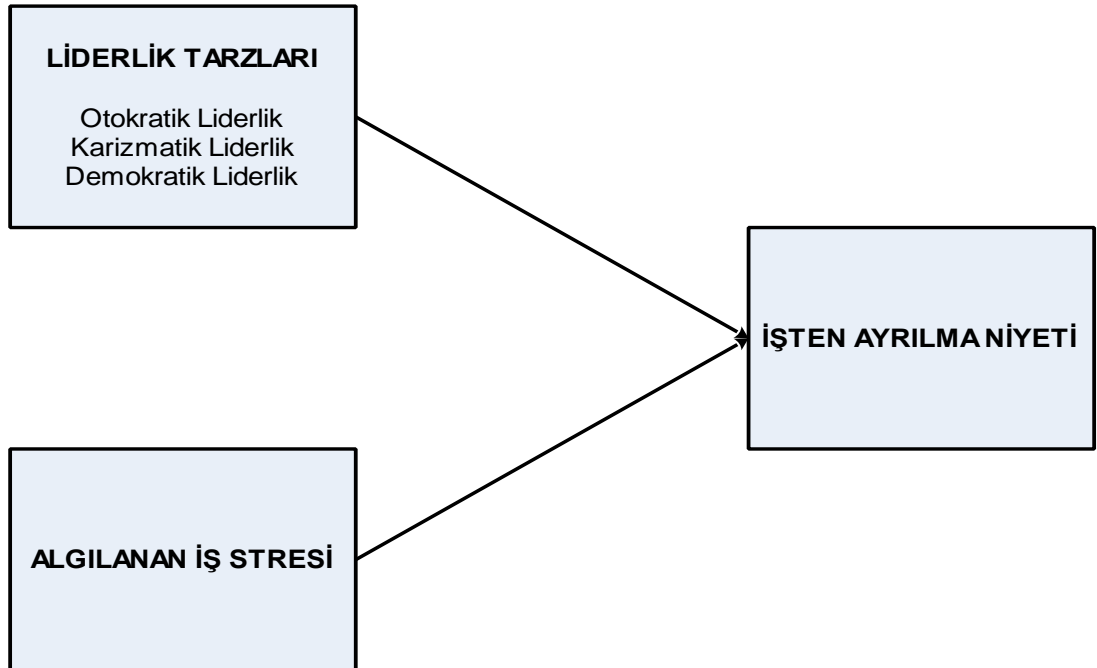 LİDERLİK TARZLARI
Otokratik Liderlik
Karizmatik Liderlik
Demokratik Liderlik
İŞTEN AYRILMA NİYETİ
ALGILANAN İŞ STRESİ